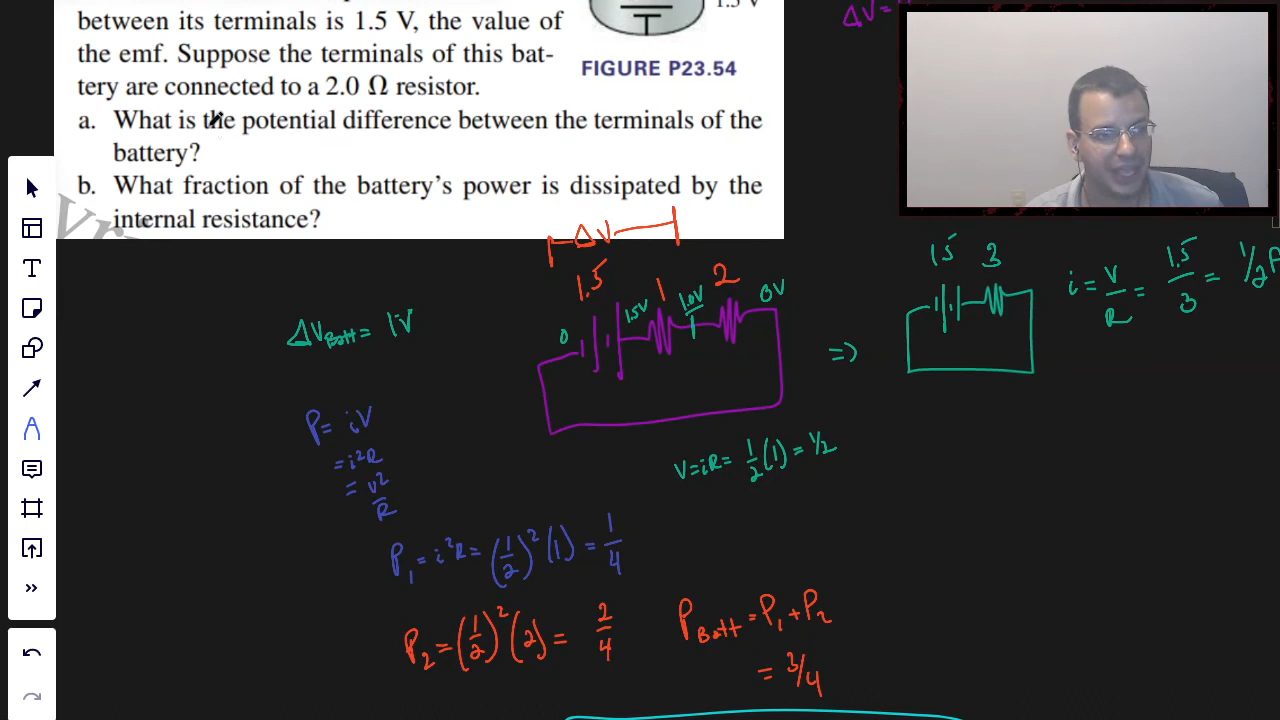 between its terminals is 1.5 V, the value of
the emf. Suppose the terminals of this bat-
tery are connected to a 2.0 Ω resistor.
a. What is the potential difference between the terminals of the
battery?
b. What fraction of the battery's power is dissipated by the
internal resistance?
1.5 V
FIGURE P23.54
ΔV=
ΔV
1.5 1 2
0 1.5V 1.0V 0V
ΔV_Batt = 1V
=>
1.5 3
i = V/R = 1.5/3 = 1/2 A
V=iR= 1/2 (1) = 1/2
P= iV
= i²R
= V²/R
P₁ = i²R = (1/2)² (1) = 1/4
P₂ = (1/2)² (2) = 2/4
P_Batt = P₁ + P₂
= 3/4